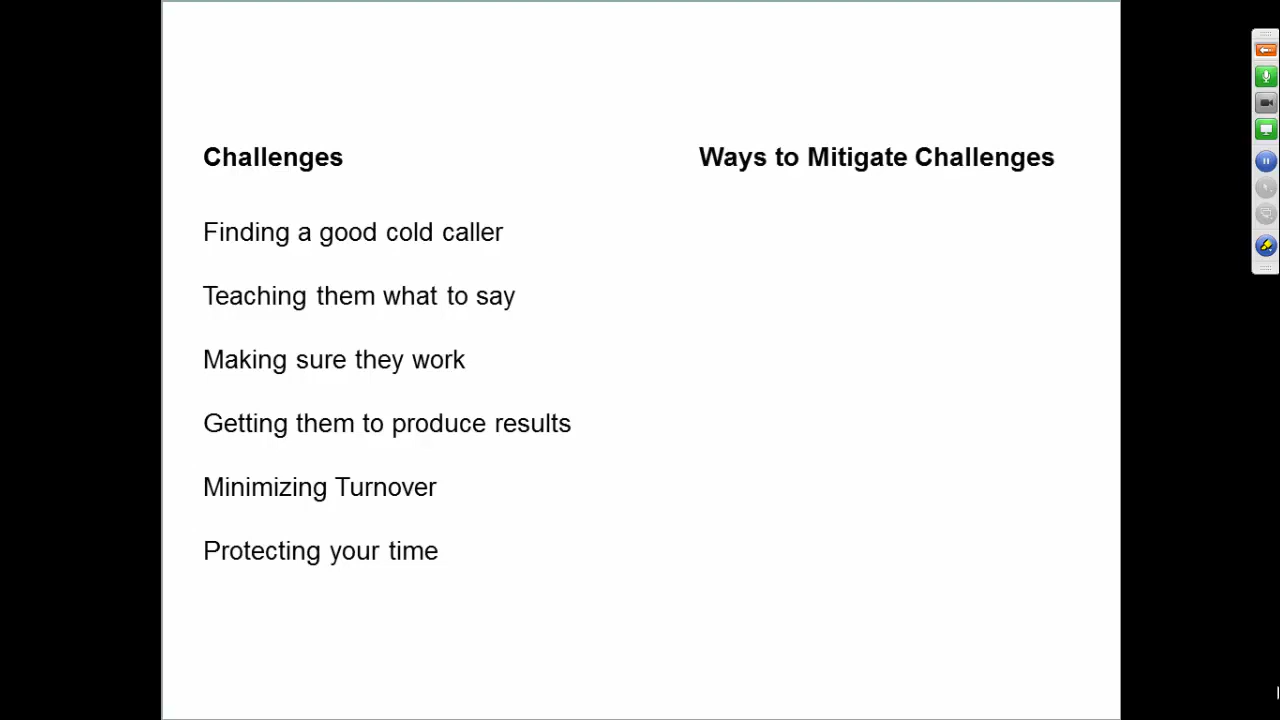 Challenges
Ways to Mitigate Challenges
Finding a good cold caller
Teaching them what to say
Making sure they work
Getting them to produce results
Minimizing Turnover
Protecting your time